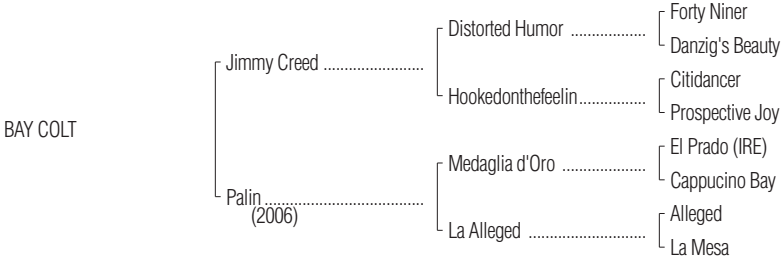 Forty Niner
Distorted Humor ..................
Danzig's Beauty
Jimmy Creed ........................
Citidancer
Hookedonthefeelin................
Prospective Joy
BAY COLT
El Prado (IRE)
Medaglia d'Oro ....................
Cappucino Bay
Palin ......................................
(2006)
Alleged
La Alleged ............................
La Mesa